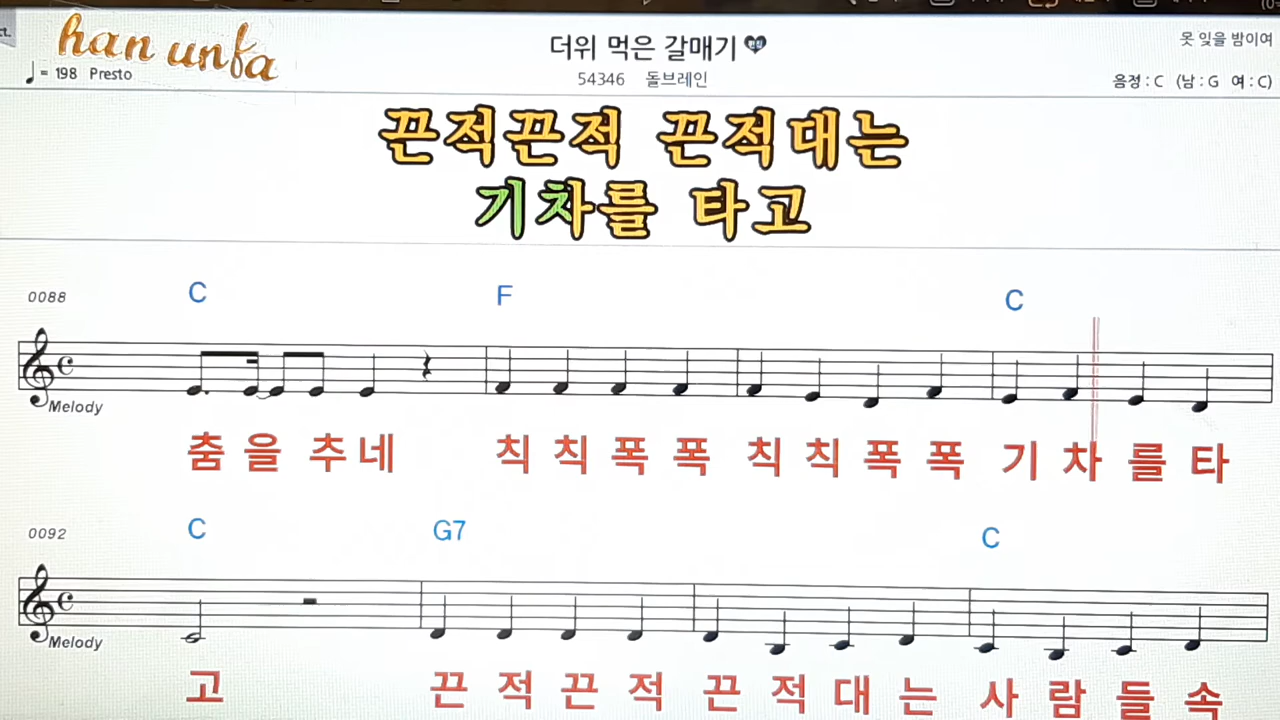 ct.
han unfa
더위 먹은 갈매기
편집
못 잊을 밤이여
♩= 198 Presto
54346 돌브레인
음정 : C (남 : G 여 : C)
끈적끈적 끈적대는
기차를 타고
0088 C F C
Melody
춤 을 추 네 칙 칙 폭 폭 칙 칙 폭 폭 기 차 를 타
0092 C G7 C
Melody
고 끈 적 끈 적 끈 적 대 는 사 람 들 속